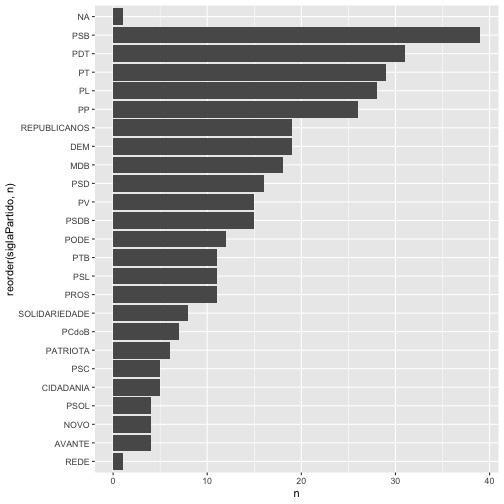 NA
PSB
PDT
PT
PL
PP
REPUBLICANOS
DEM
MDB
PSD
PV
PSDB
PODE
PTB
PSL
PROS
SOLIDARIEDADE
PCdoB
PATRIOTA
PSC
CIDADANIA
PSOL
NOVO
AVANTE
REDE
reorder(siglaPartido, n)
0 10 20 30 40
n